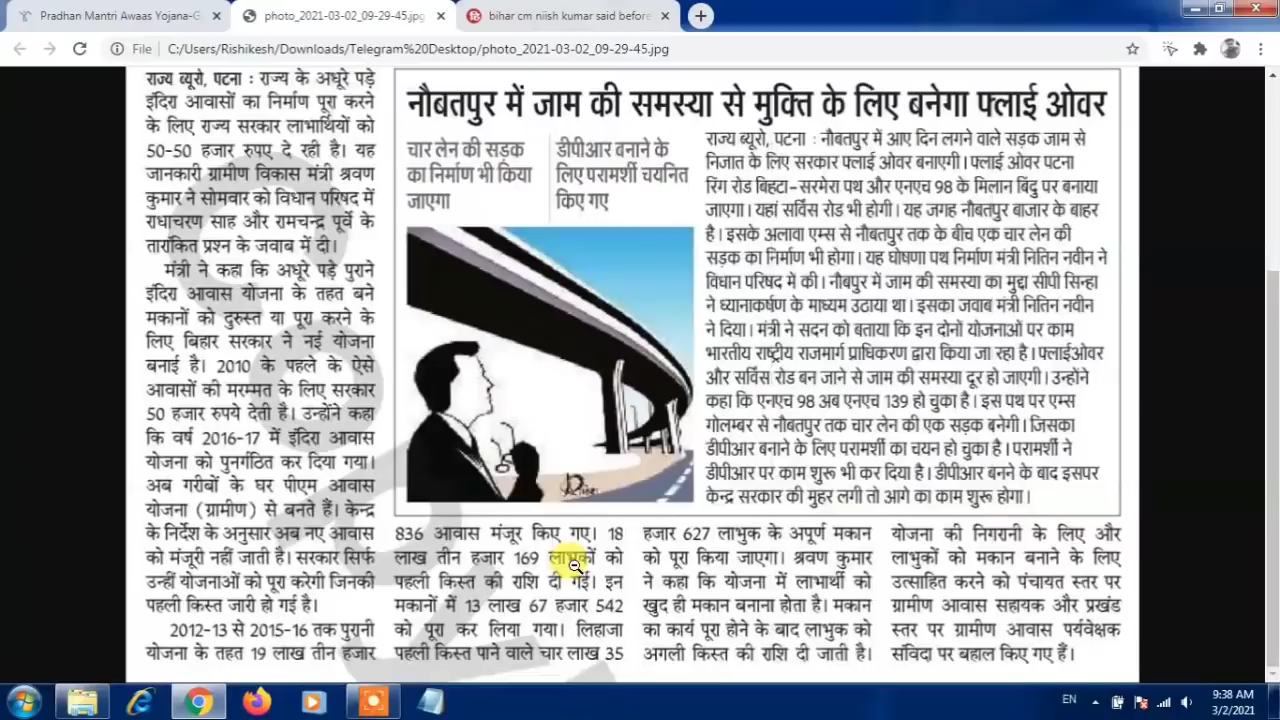 Pradhan Mantri Awaas Yojana-G
photo_2021-03-02_09-29-45.jpg
bihar cm niish kumar said before
File
C:/Users/Rishikesh/Downloads/Telegram%20Desktop/photo_2021-03-02_09-29-45.jpg
राज्य ब्यूरो, पटना : राज्य के अधूरे पड़े
इंदिरा आवासों का निर्माण पूरा करने
के लिए राज्य सरकार लाभार्थियों को
50-50 हजार रुपए दे रही है। यह
जानकारी ग्रामीण विकास मंत्री श्रवण
कुमार ने सोमवार को विधान परिषद में
राधाचरण साह और रामचन्द्र पूर्वे के
तारांकित प्रश्न के जवाब में दी।
मंत्री ने कहा कि अधूरे पड़े पुराने
इंदिरा आवास योजना के तहत बने
मकानों को दुरुस्त या पूरा करने के
लिए बिहार सरकार ने नई योजना
बनाई है। 2010 के पहले के ऐसे
आवासों की मरम्मत के लिए सरकार
50 हजार रुपये देती है। उन्होंने कहा
कि वर्ष 2016-17 में इंदिरा आवास
योजना को पुनर्गठित कर दिया गया।
अब गरीबों के घर पीएम आवास
योजना (ग्रामीण) से बनते हैं। केन्द्र
के निर्देश के अनुसार अब नए आवास
को मंजूरी नहीं जाती है। सरकार सिर्फ
उन्हीं योजनाओं को पूरा करेगी जिनकी
पहली किस्त जारी हो गई है।
2012-13 से 2015-16 तक पुरानी
योजना के तहत 19 लाख तीन हजार
836 आवास मंजूर किए गए। 18
लाख तीन हजार 169 लाभुकों को
पहली किस्त की राशि दी गई। इन
मकानों में 13 लाख 67 हजार 542
को पूरा कर लिया गया। लिहाजा
पहली किस्त पाने वाले चार लाख 35
हजार 627 लाभुक के अपूर्ण मकान
को पूरा किया जाएगा। श्रवण कुमार
ने कहा कि योजना में लाभार्थी को
खुद ही मकान बनाना होता है। मकान
का कार्य पूरा होने के बाद लाभुक को
अगली किस्त की राशि दी जाती है।
योजना की निगरानी के लिए और
लाभुकों को मकान बनाने के लिए
उत्साहित करने को पंचायत स्तर पर
ग्रामीण आवास सहायक और प्रखंड
स्तर पर ग्रामीण आवास पर्यवेक्षक
संविदा पर बहाल किए गए हैं।
नौबतपुर में जाम की समस्या से मुक्ति के लिए बनेगा फ्लाई ओवर
चार लेन की सड़क
का निर्माण भी किया
जाएगा
डीपीआर बनाने के
लिए परामर्शी चयनित
किए गए
राज्य ब्यूरो, पटना : नौबतपुर में आए दिन लगने वाले सड़क जाम से
निजात के लिए सरकार फ्लाई ओवर बनाएगी। फ्लाई ओवर पटना
रिंग रोड बिहटा-सरमेरा पथ और एनएच 98 के मिलान बिंदु पर बनाया
जाएगा। यहां सर्विस रोड भी होगी। यह जगह नौबतपुर बाजार के बाहर
है। इसके अलावा एम्स से नौबतपुर तक के बीच एक चार लेन की
सड़क का निर्माण भी होगा। यह घोषणा पथ निर्माण मंत्री नितिन नवीन ने
विधान परिषद में की। नौबतपुर में जाम की समस्या का मुद्दा सीपी सिन्हा
ने ध्यानाकर्षण के माध्यम उठाया था। इसका जवाब मंत्री नितिन नवीन
ने दिया। मंत्री ने सदन को बताया कि इन दोनों योजनाओं पर काम
भारतीय राष्ट्रीय राजमार्ग प्राधिकरण द्वारा किया जा रहा है। फ्लाईओवर
और सर्विस रोड बन जाने से जाम की समस्या दूर हो जाएगी। उन्होंने
कहा कि एनएच 98 अब एनएच 139 हो चुका है। इस पथ पर एम्स
गोलम्बर से नौबतपुर तक चार लेन की एक सड़क बनेगी। जिसका
डीपीआर बनाने के लिए परामर्शी का चयन हो चुका है। परामर्शी ने
डीपीआर पर काम शुरू भी कर दिया है। डीपीआर बनने के बाद इसपर
केन्द्र सरकार की मुहर लगी तो आगे का काम शुरू होगा।
EN
9:38 AM
3/2/2021